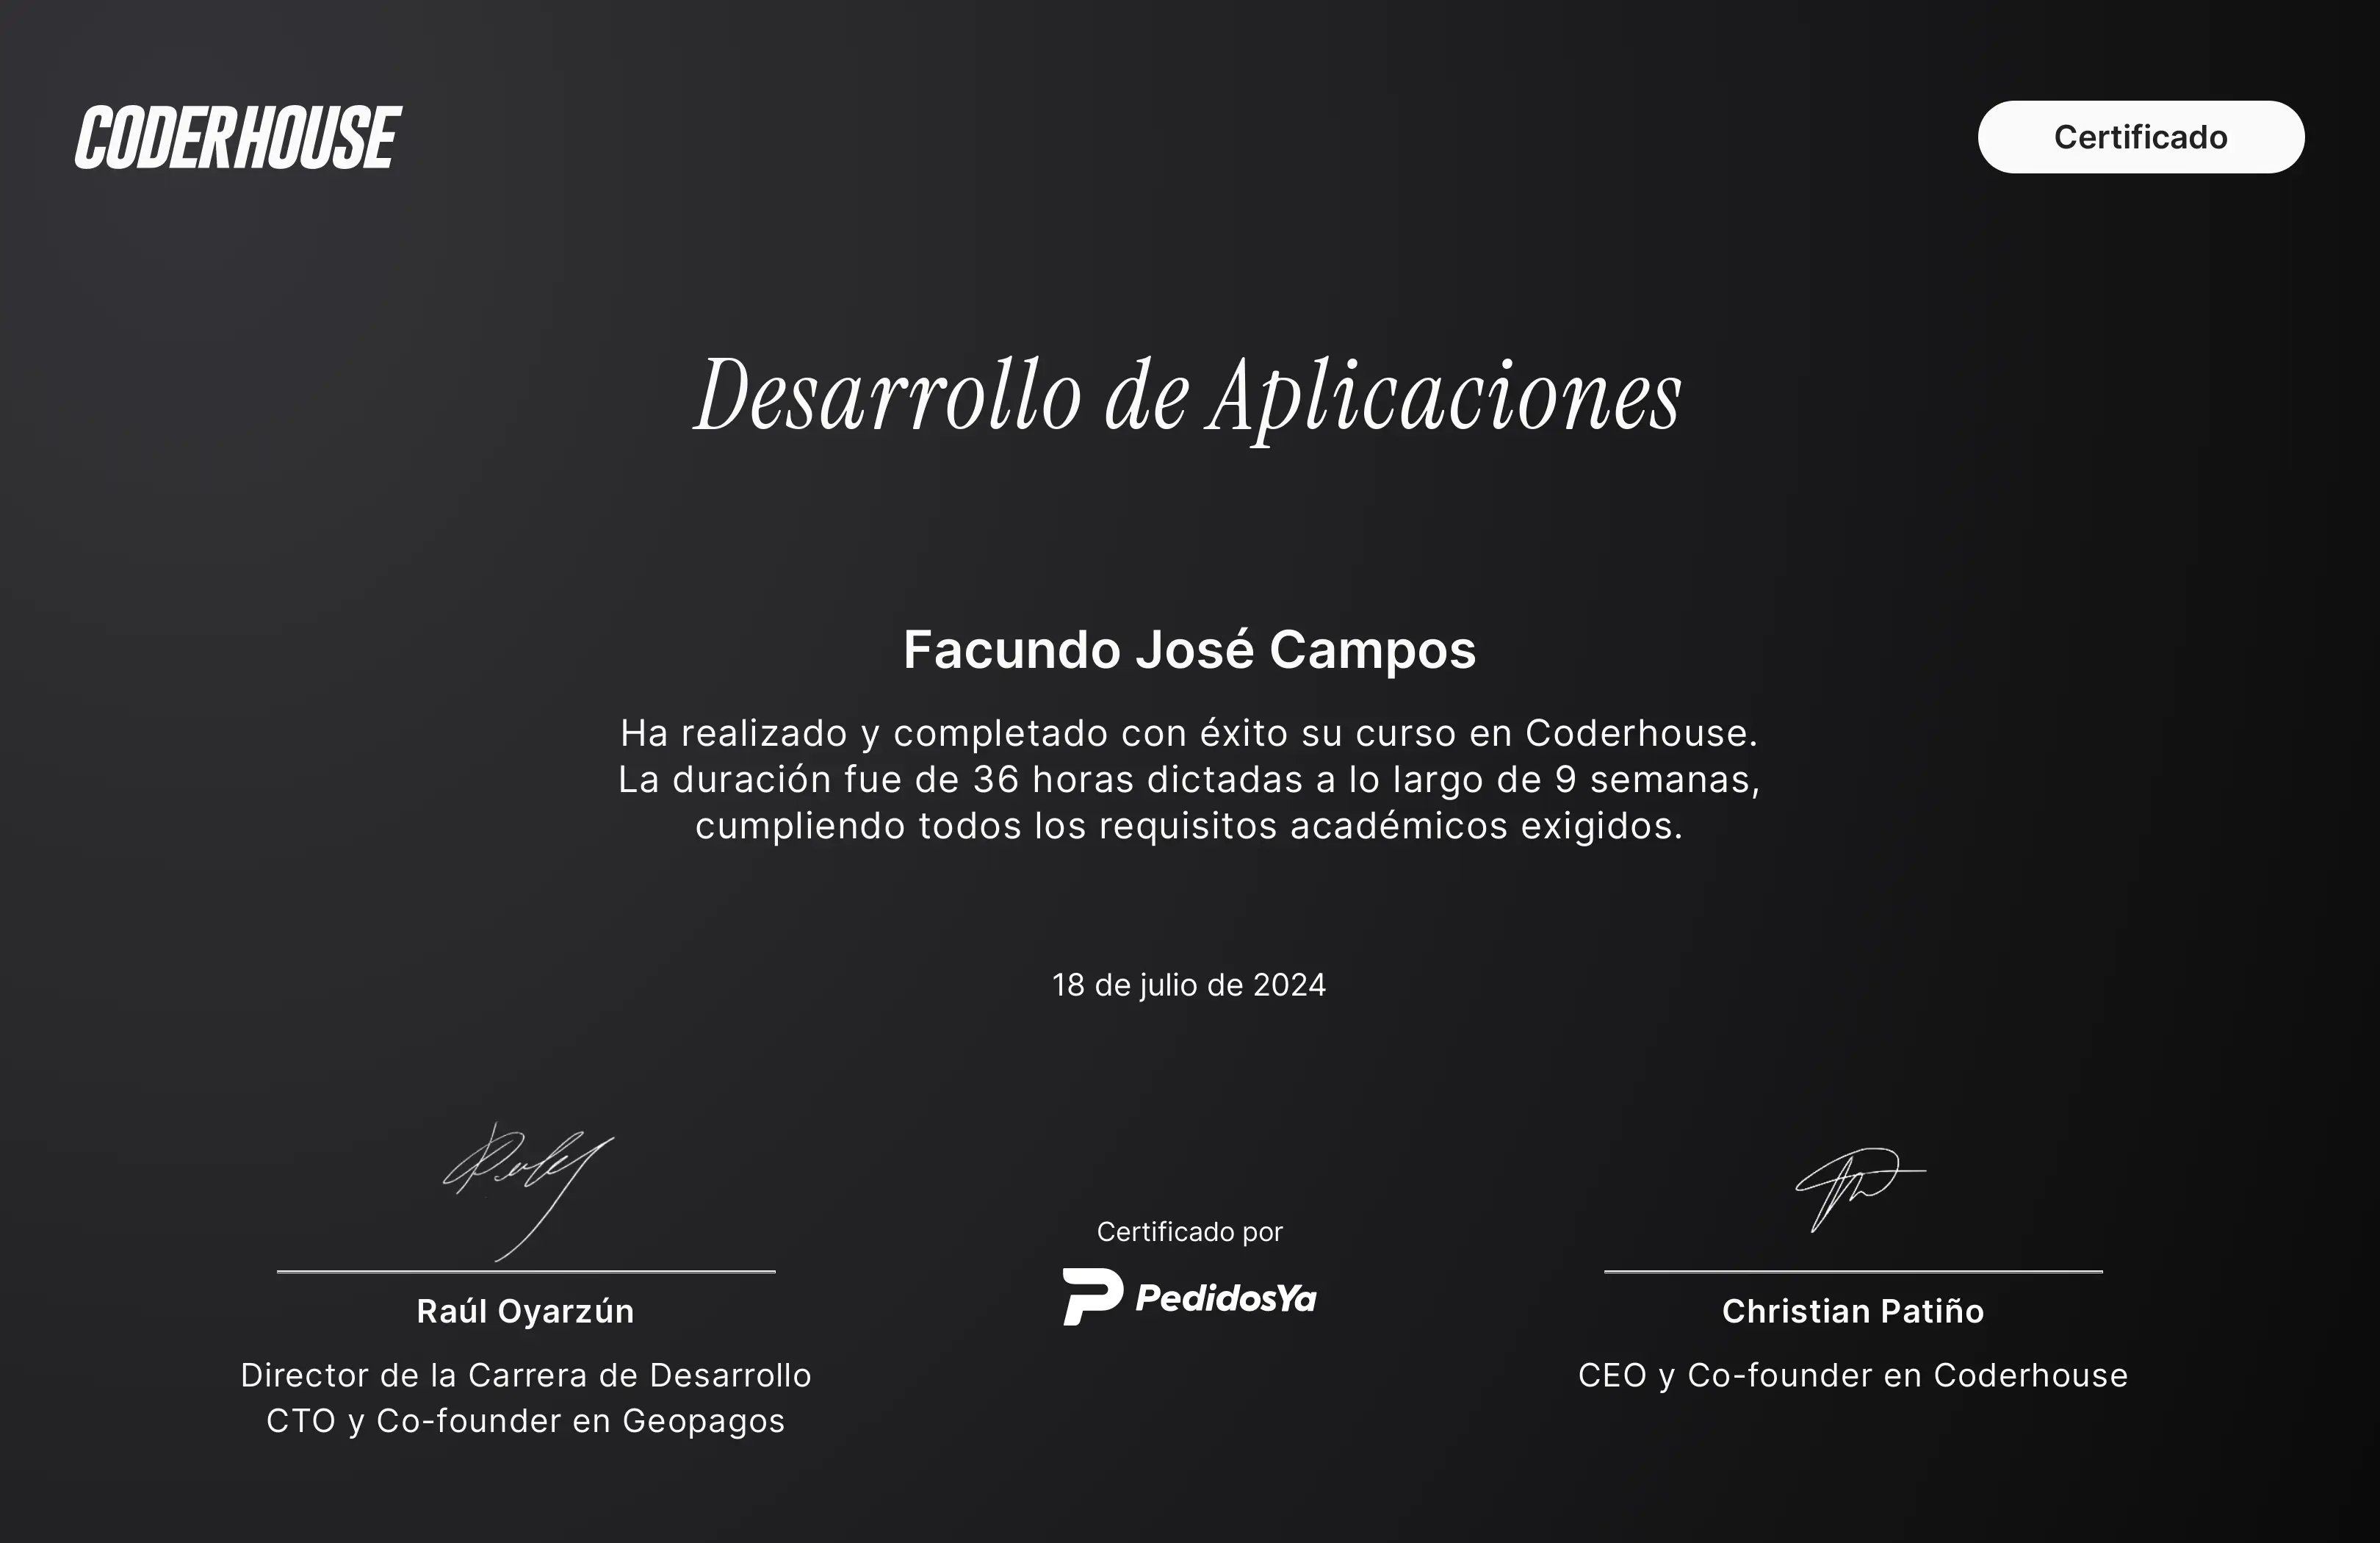 CODERHOUSE
Certificado
Desarrollo de Aplicaciones
Facundo José Campos
Ha realizado y completado con éxito su curso en Coderhouse.
La duración fue de 36 horas dictadas a lo largo de 9 semanas,
cumpliendo todos los requisitos académicos exigidos.
18 de julio de 2024
Certificado por
PedidosYa
Raúl Oyarzún
Director de la Carrera de Desarrollo
CTO y Co-founder en Geopagos
Christian Patiño
CEO y Co-founder en Coderhouse